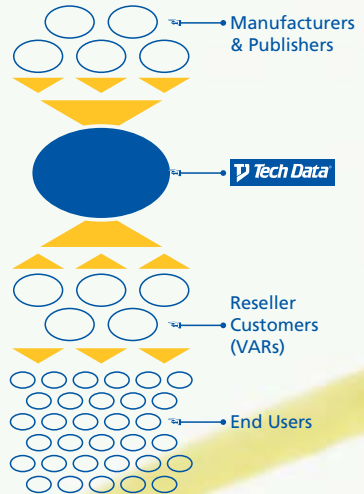 Manufacturers
& Publishers
Tech Data
Reseller
Customers
(VARs)
End Users